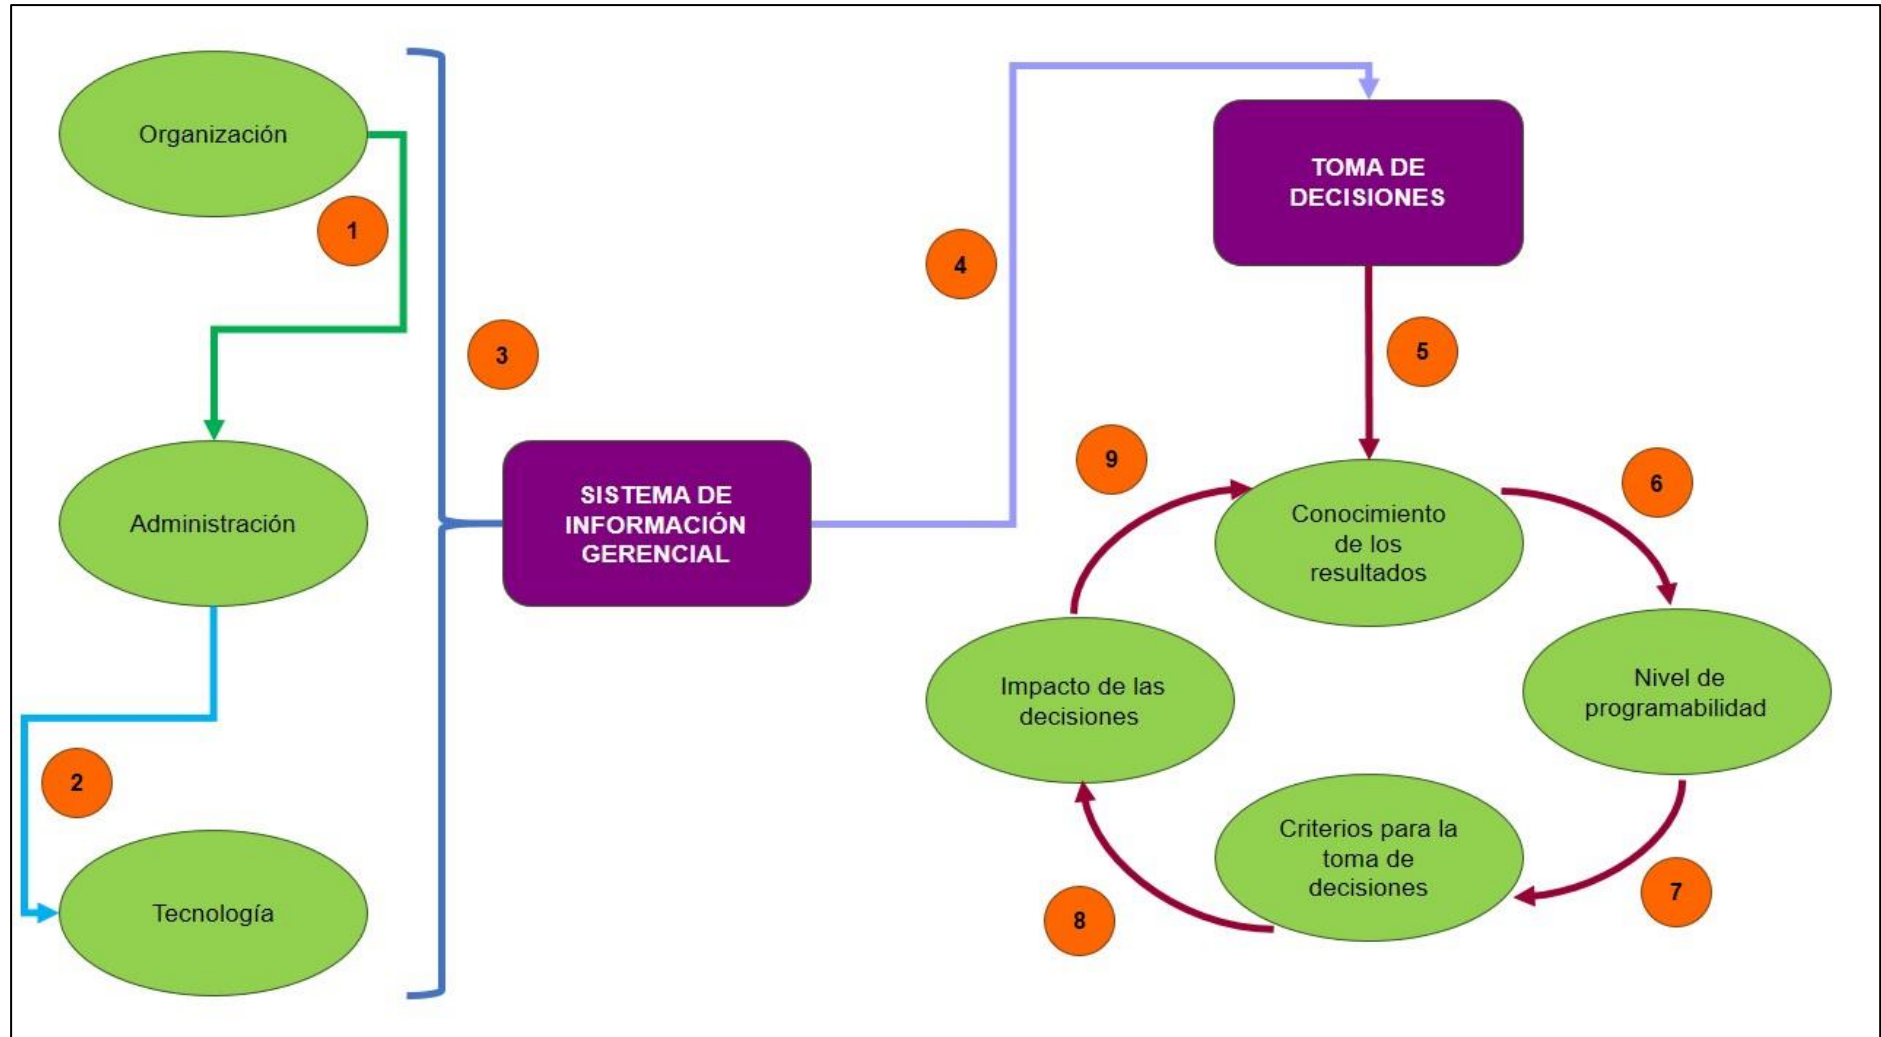 Organización
1
Administración
2
Tecnología
3
SISTEMA DE
INFORMACIÓN
GERENCIAL
4
TOMA DE
DECISIONES
5
Conocimiento
de los
resultados
6
Nivel de
programabilidad
7
Criterios para la
toma de
decisiones
8
Impacto de las
decisiones
9